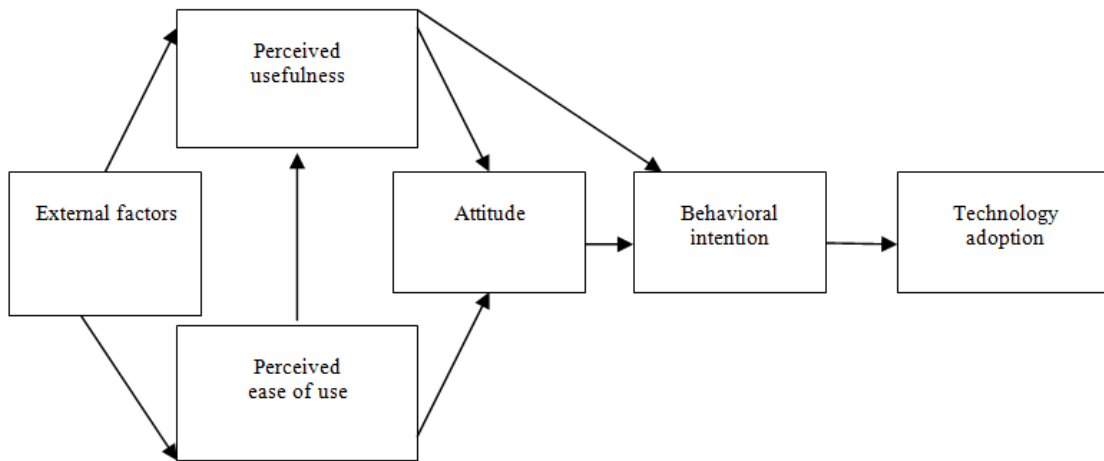 Perceived
usefulness
External factors
Attitude
Behavioral
intention
Technology
adoption
Perceived
ease of use